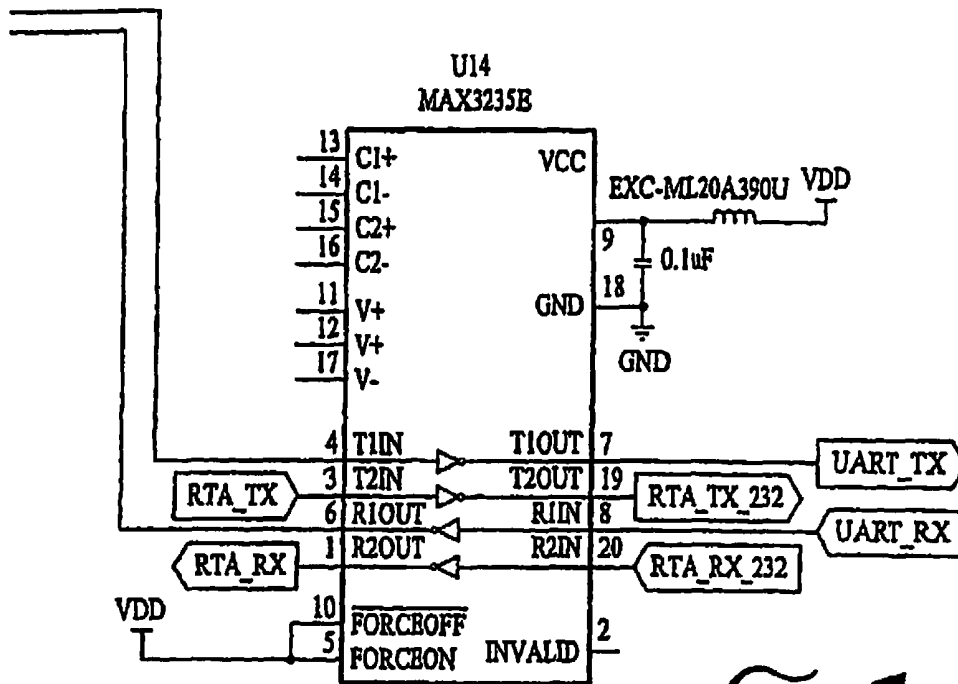 U14
MAX3235E
13 C1+ VCC
14 C1- EXC-ML20A390U VDD
15 C2+
16 C2- 9 0.1uF
11 V+ GND 18
12 V+ GND
17 V-
4 T1IN T1OUT 7 UART_TX
RTA_TX 3 T2IN T2OUT 19 RTA_TX_232
6 R1OUT R1IN 8 UART_RX
RTA_RX 1 R2OUT R2IN 20 RTA_RX_232
VDD 10 FORCEOFF
5 FORCEON INVALID 2